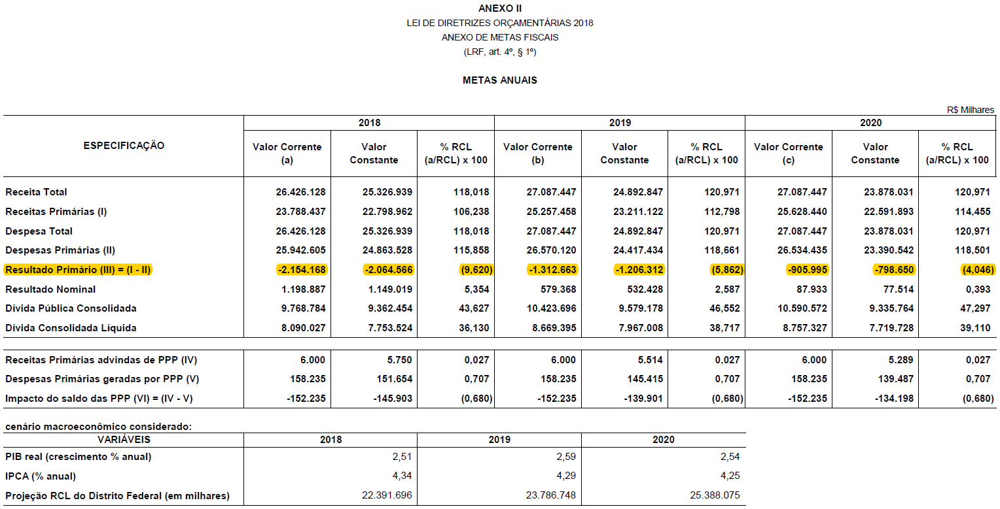 ANEXO II
LEI DE DIRETRIZES ORÇAMENTÁRIAS 2018
ANEXO DE METAS FISCAIS
(LRF, art. 4º, § 1º)
METAS ANUAIS
R$ Milhares
ESPECIFICAÇÃO 2018 2019 2020
Valor Corrente (a) Valor Constante % RCL (a/RCL) x 100 Valor Corrente (b) Valor Constante % RCL (a/RCL) x 100 Valor Corrente (c) Valor Constante % RCL (a/RCL) x 100
Receita Total 26.426.128 25.326.939 118,018 27.087.447 24.892.847 120,971 27.087.447 23.878.031 120,971
Receitas Primárias (I) 23.788.437 22.798.962 106,238 25.257.458 23.211.122 112,798 25.628.440 22.591.893 114,455
Despesa Total 26.426.128 25.326.939 118,018 27.087.447 24.892.847 120,971 27.087.447 23.878.031 120,971
Despesas Primárias (II) 25.942.605 24.863.528 115,858 26.570.120 24.417.434 118,661 26.534.435 23.390.542 118,501
Resultado Primário (III) = (I - II) -2.154.168 -2.064.566 (9,620) -1.312.663 -1.206.312 (5,862) -905.995 -798.650 (4,046)
Resultado Nominal 1.198.887 1.149.019 5,354 579.368 532.428 2,587 87.933 77.514 0,393
Dívida Pública Consolidada 9.768.784 9.362.454 43,627 10.423.696 9.579.178 46,552 10.590.572 9.335.764 47,297
Dívida Consolidada Líquida 8.090.027 7.753.524 36,130 8.669.395 7.967.008 38,717 8.757.327 7.719.728 39,110
Receitas Primárias advindas de PPP (IV) 6.000 5.750 0,027 6.000 5.514 0,027 6.000 5.289 0,027
Despesas Primárias geradas por PPP (V) 158.235 151.654 0,707 158.235 145.415 0,707 158.235 139.487 0,707
Impacto do saldo das PPP (VI) = (IV - V) -152.235 -145.903 (0,680) -152.235 -139.901 (0,680) -152.235 -134.198 (0,680)
cenário macroeconômico considerado:
VARIÁVEIS 2018 2019 2020
PIB real (crescimento % anual) 2,51 2,59 2,54
IPCA (% anual) 4,34 4,29 4,25
Projeção RCL do Distrito Federal (em milhares) 22.391.696 23.786.748 25.388.075